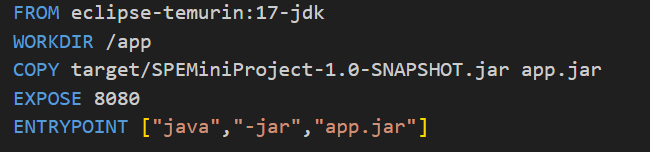 FROM eclipse-temurin:17-jdk
WORKDIR /app
COPY target/SPEMiniProject-1.0-SNAPSHOT.jar app.jar
EXPOSE 8080
ENTRYPOINT ["java","-jar","app.jar"]